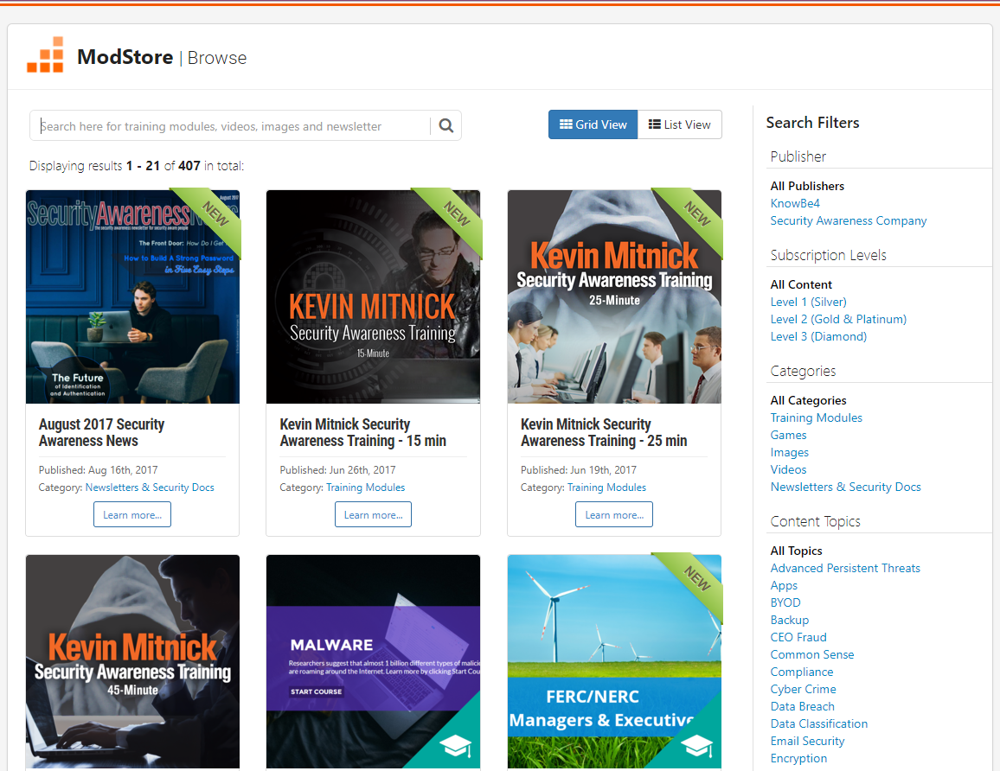 ModStore | Browse
Search here for training modules, videos, images and newsletter
Grid View
List View
Displaying results 1 - 21 of 407 in total:
August 2017
SecurityAwareness
the security awareness newsletter for security aware people
NEW
The Front Door: How Do I Get
How to Build A Strong Password
in Five Easy Steps
The Future
of Identification
and Authentication
August 2017 Security
Awareness News
Published: Aug 16th, 2017
Category: Newsletters & Security Docs
Learn more...
NEW
KEVIN MITNICK
Security Awareness Training
15-Minute
Kevin Mitnick Security
Awareness Training - 15 min
Published: Jun 26th, 2017
Category: Training Modules
Learn more...
NEW
Kevin Mitnick
Security Awareness Training
25-Minute
Kevin Mitnick Security
Awareness Training - 25 min
Published: Jun 19th, 2017
Category: Training Modules
Learn more...
Kevin Mitnick
Security Awareness Training
45-Minute
MALWARE
Researchers suggest that almost 1 billion different types of malici
are roaming around the Internet. Learn more by clicking Start Cou
START COURSE
NEW
FERC/NERC
Managers & Executive
Search Filters
Publisher
All Publishers
KnowBe4
Security Awareness Company
Subscription Levels
All Content
Level 1 (Silver)
Level 2 (Gold & Platinum)
Level 3 (Diamond)
Categories
All Categories
Training Modules
Games
Images
Videos
Newsletters & Security Docs
Content Topics
All Topics
Advanced Persistent Threats
Apps
BYOD
Backup
CEO Fraud
Common Sense
Compliance
Cyber Crime
Data Breach
Data Classification
Email Security
Encryption